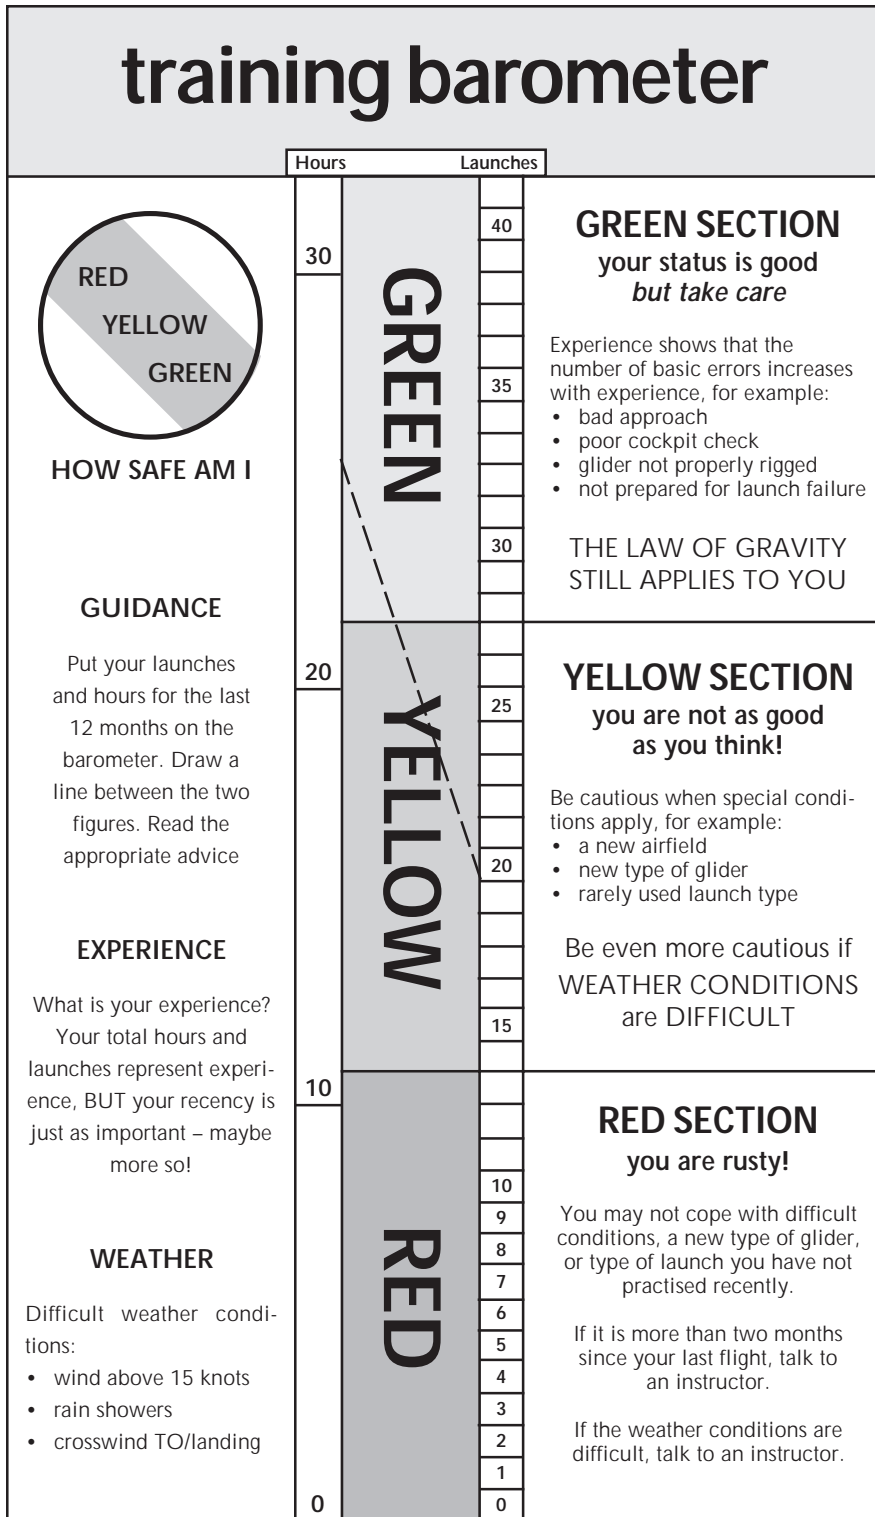 training barometer
Hours
Launches
RED
YELLOW
GREEN
HOW SAFE AM I
GUIDANCE
Put your launches
and hours for the last
12 months on the
barometer. Draw a
line between the two
figures. Read the
appropriate advice
EXPERIENCE
What is your experience?
Your total hours and
launches represent experi-
ence, BUT your recency is
just as important – maybe
more so!
WEATHER
Difficult weather condi-
tions:
• wind above 15 knots
• rain showers
• crosswind TO/landing
30
20
10
0
GREEN
YELLOW
RED
40
35
30
25
20
15
10
9
8
7
6
5
4
3
2
1
0
GREEN SECTION
your status is good
but take care
Experience shows that the
number of basic errors increases
with experience, for example:
• bad approach
• poor cockpit check
• glider not properly rigged
• not prepared for launch failure
THE LAW OF GRAVITY
STILL APPLIES TO YOU
YELLOW SECTION
you are not as good
as you think!
Be cautious when special condi-
tions apply, for example:
• a new airfield
• new type of glider
• rarely used launch type
Be even more cautious if
WEATHER CONDITIONS
are DIFFICULT
RED SECTION
you are rusty!
You may not cope with difficult
conditions, a new type of glider,
or type of launch you have not
practised recently.
If it is more than two months
since your last flight, talk to
an instructor.
If the weather conditions are
difficult, talk to an instructor.